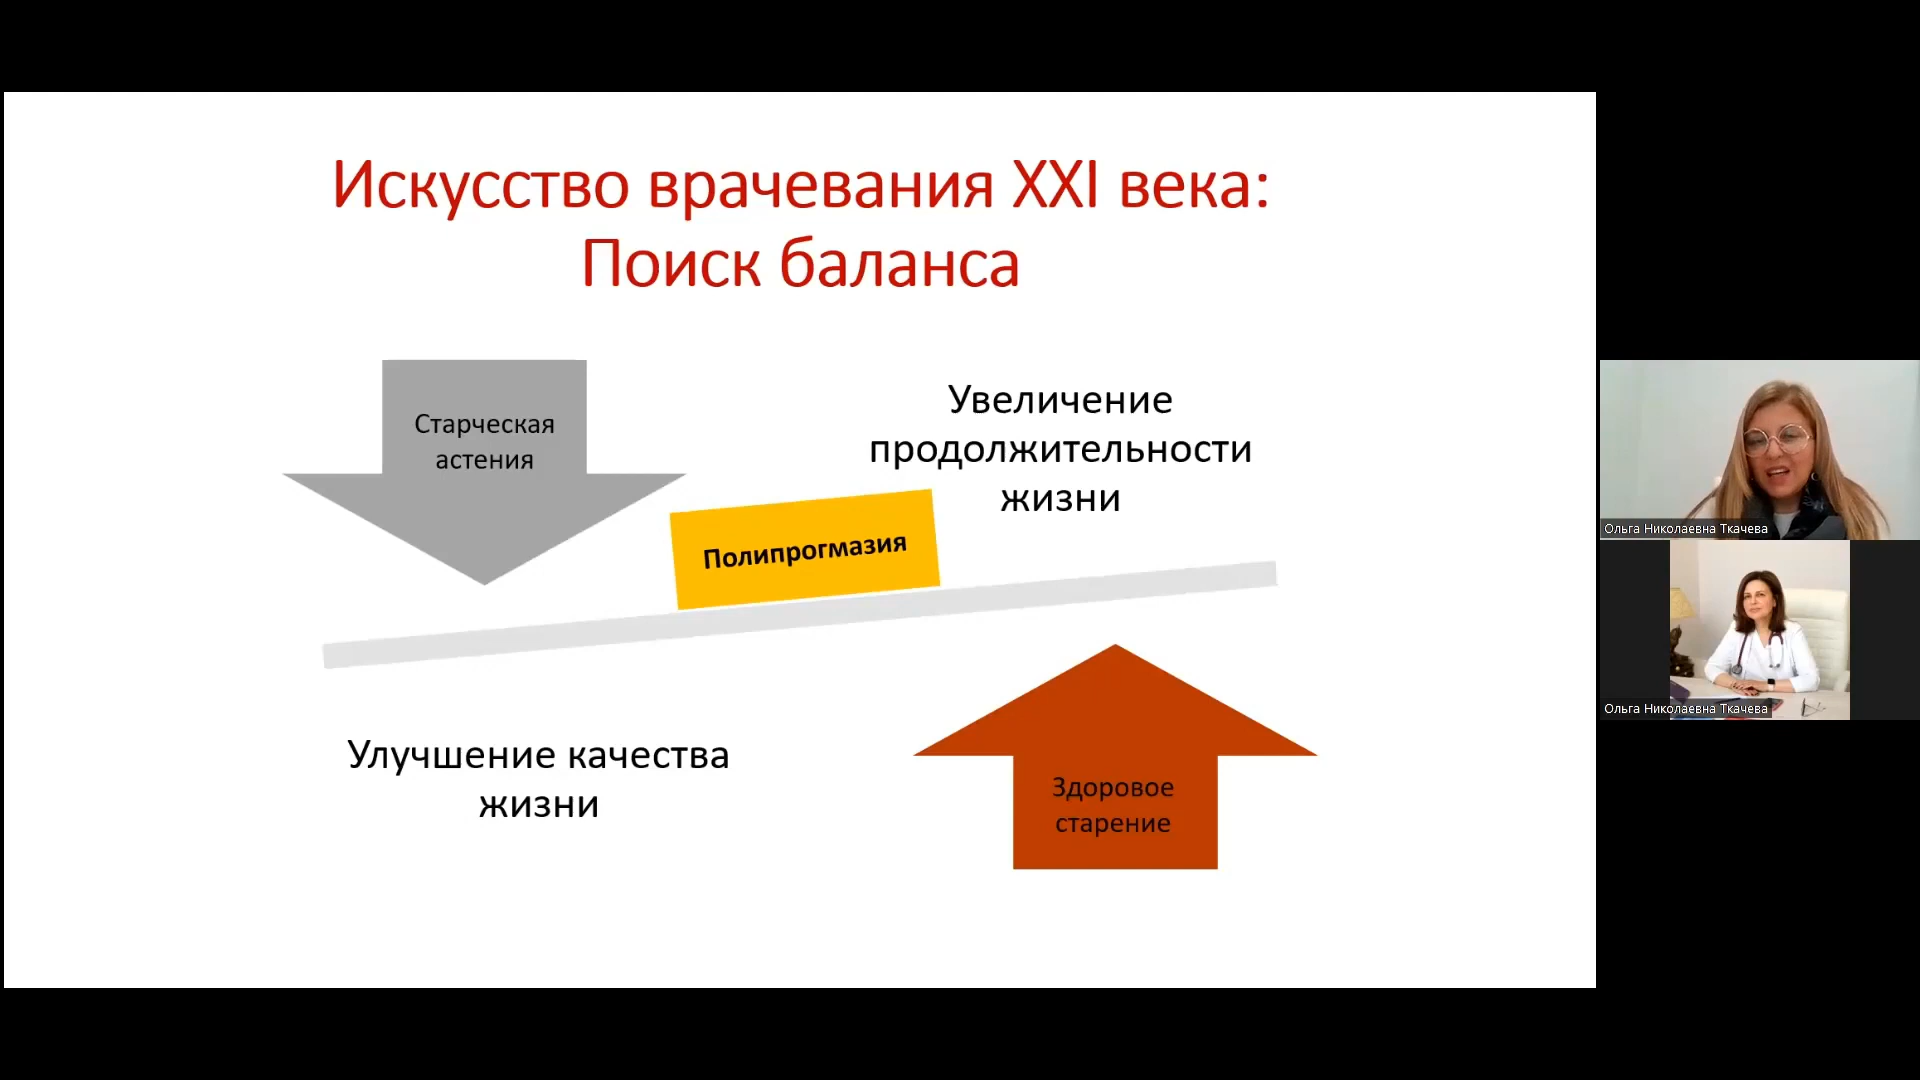 Искусство врачевания XXI века:
Поиск баланса
Старческая
астения
Увеличение
продолжительности
жизни
Полипрогмазия
Улучшение качества
жизни
Здоровое
старение
Ольга Николаевна Ткачева
Ольга Николаевна Ткачева